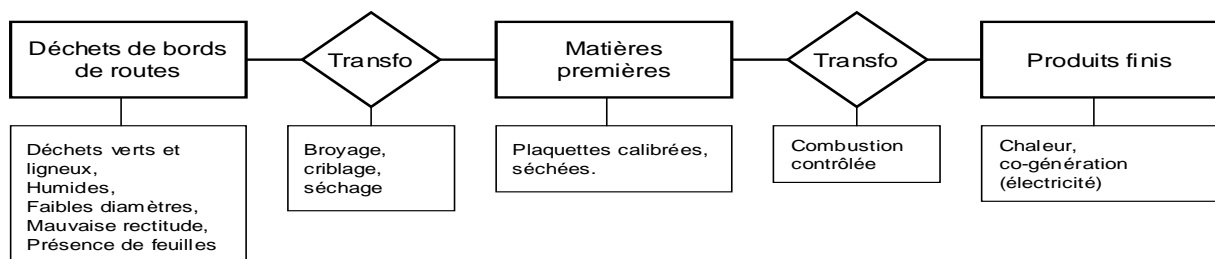 Déchets de bords
de routes
Transfo
Matières
premières
Transfo
Produits finis
Déchets verts et
ligneux,
Humides,
Faibles diamètres,
Mauvaise rectitude,
Présence de feuilles
Broyage,
criblage,
séchage
Plaquettes calibrées,
séchées.
Combustion
contrôlée
Chaleur,
co-génération
(électricité)